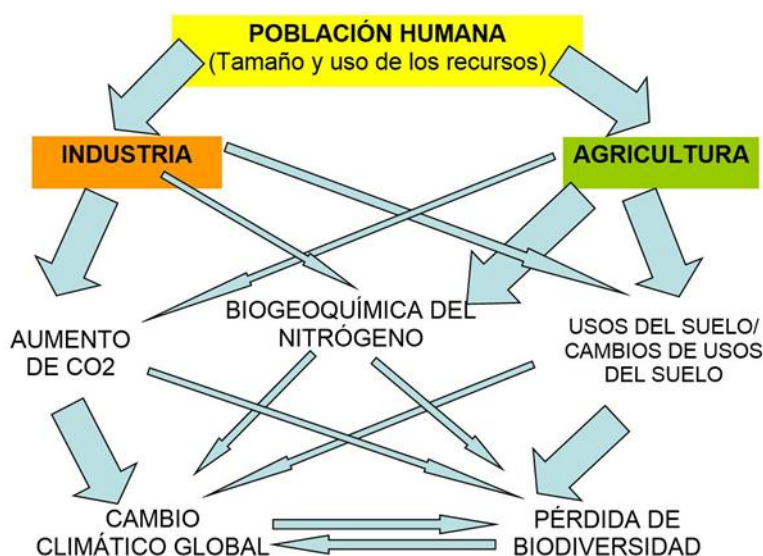 POBLACIÓN HUMANA
(Tamaño y uso de los recursos)
INDUSTRIA
AGRICULTURA
AUMENTO
DE CO2
BIOGEOQUÍMICA DEL
NITRÓGENO
USOS DEL SUELO/
CAMBIOS DE USOS
DEL SUELO
CAMBIO
CLIMÁTICO GLOBAL
PÉRDIDA DE
BIODIVERSIDAD